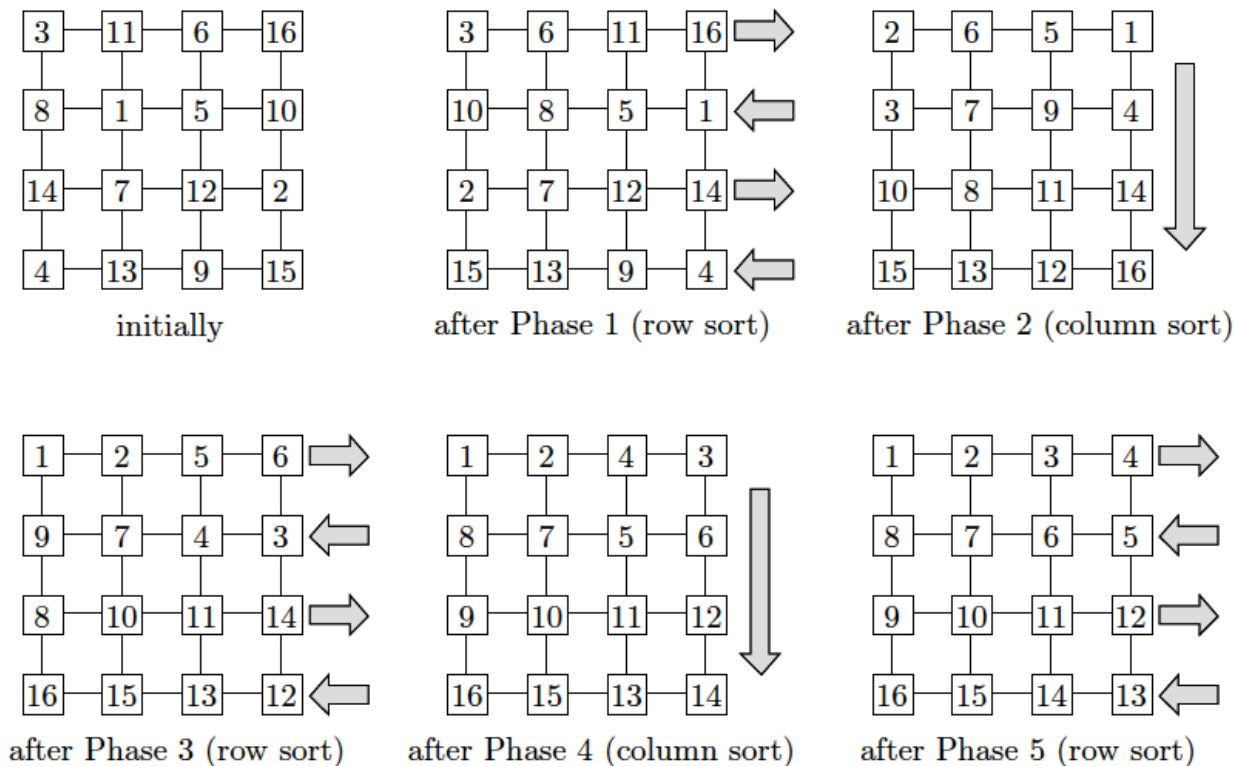 3 11 6 16
8 1 5 10
14 7 12 2
4 13 9 15
initially
3 6 11 16
10 8 5 1
2 7 12 14
15 13 9 4
after Phase 1 (row sort)
2 6 5 1
3 7 9 4
10 8 11 14
15 13 12 16
after Phase 2 (column sort)
1 2 5 6
9 7 4 3
8 10 11 14
16 15 13 12
after Phase 3 (row sort)
1 2 4 3
8 7 5 6
9 10 11 12
16 15 13 14
after Phase 4 (column sort)
1 2 3 4
8 7 6 5
9 10 11 12
16 15 14 13
after Phase 5 (row sort)